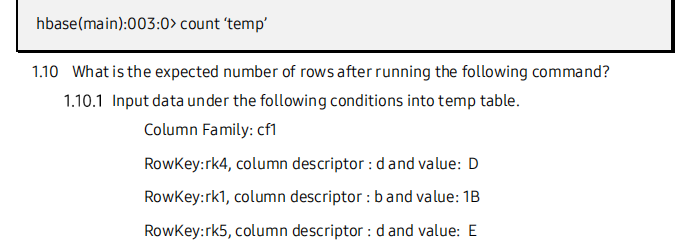 hbase(main):003:0> count ‘temp’
1.10 What is the expected number of rows after running the following command?
1.10.1 Input data under the following conditions into temp table.
Column Family: cf1
RowKey:rk4, column descriptor : d and value: D
RowKey:rk1, column descriptor : b and value: 1B
RowKey:rk5, column descriptor : d and value: E